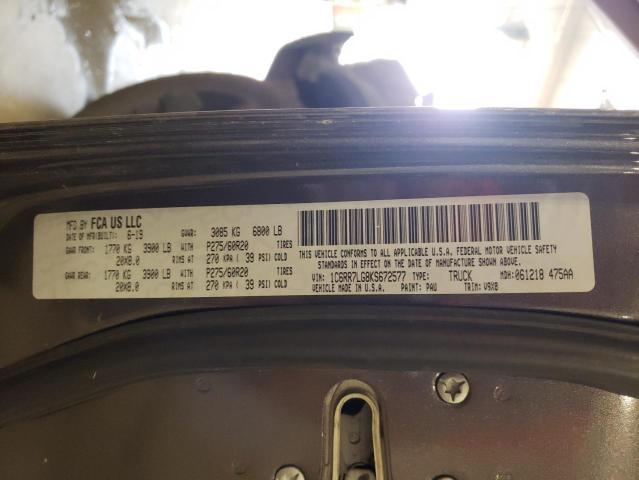 MFD BY FCA US LLC
DATE OF MFR(BUILT): 6-19 GVWR: 3085 KG 6800 LB
GAWR FRONT: 1770 KG 3900 LB WITH P275/60R20 TIRES
20X8.0 RIMS AT 270 KPA ( 39 PSI) COLD
GAWR REAR: 1770 KG 3900 LB WITH P275/60R20 TIRES
20X8.0 RIMS AT 270 KPA ( 39 PSI) COLD
THIS VEHICLE CONFORMS TO ALL APPLICABLE U.S.A. FEDERAL MOTOR VEHICLE SAFETY
STANDARDS IN EFFECT ON THE DATE OF MANUFACTURE SHOWN ABOVE.
VIN: 1C6RR7LG8KS672577 TYPE: TRUCK MDH: 061218 475AA
VEHICLE MADE IN U.S.A. PAINT: PAU TRIM: V9X8